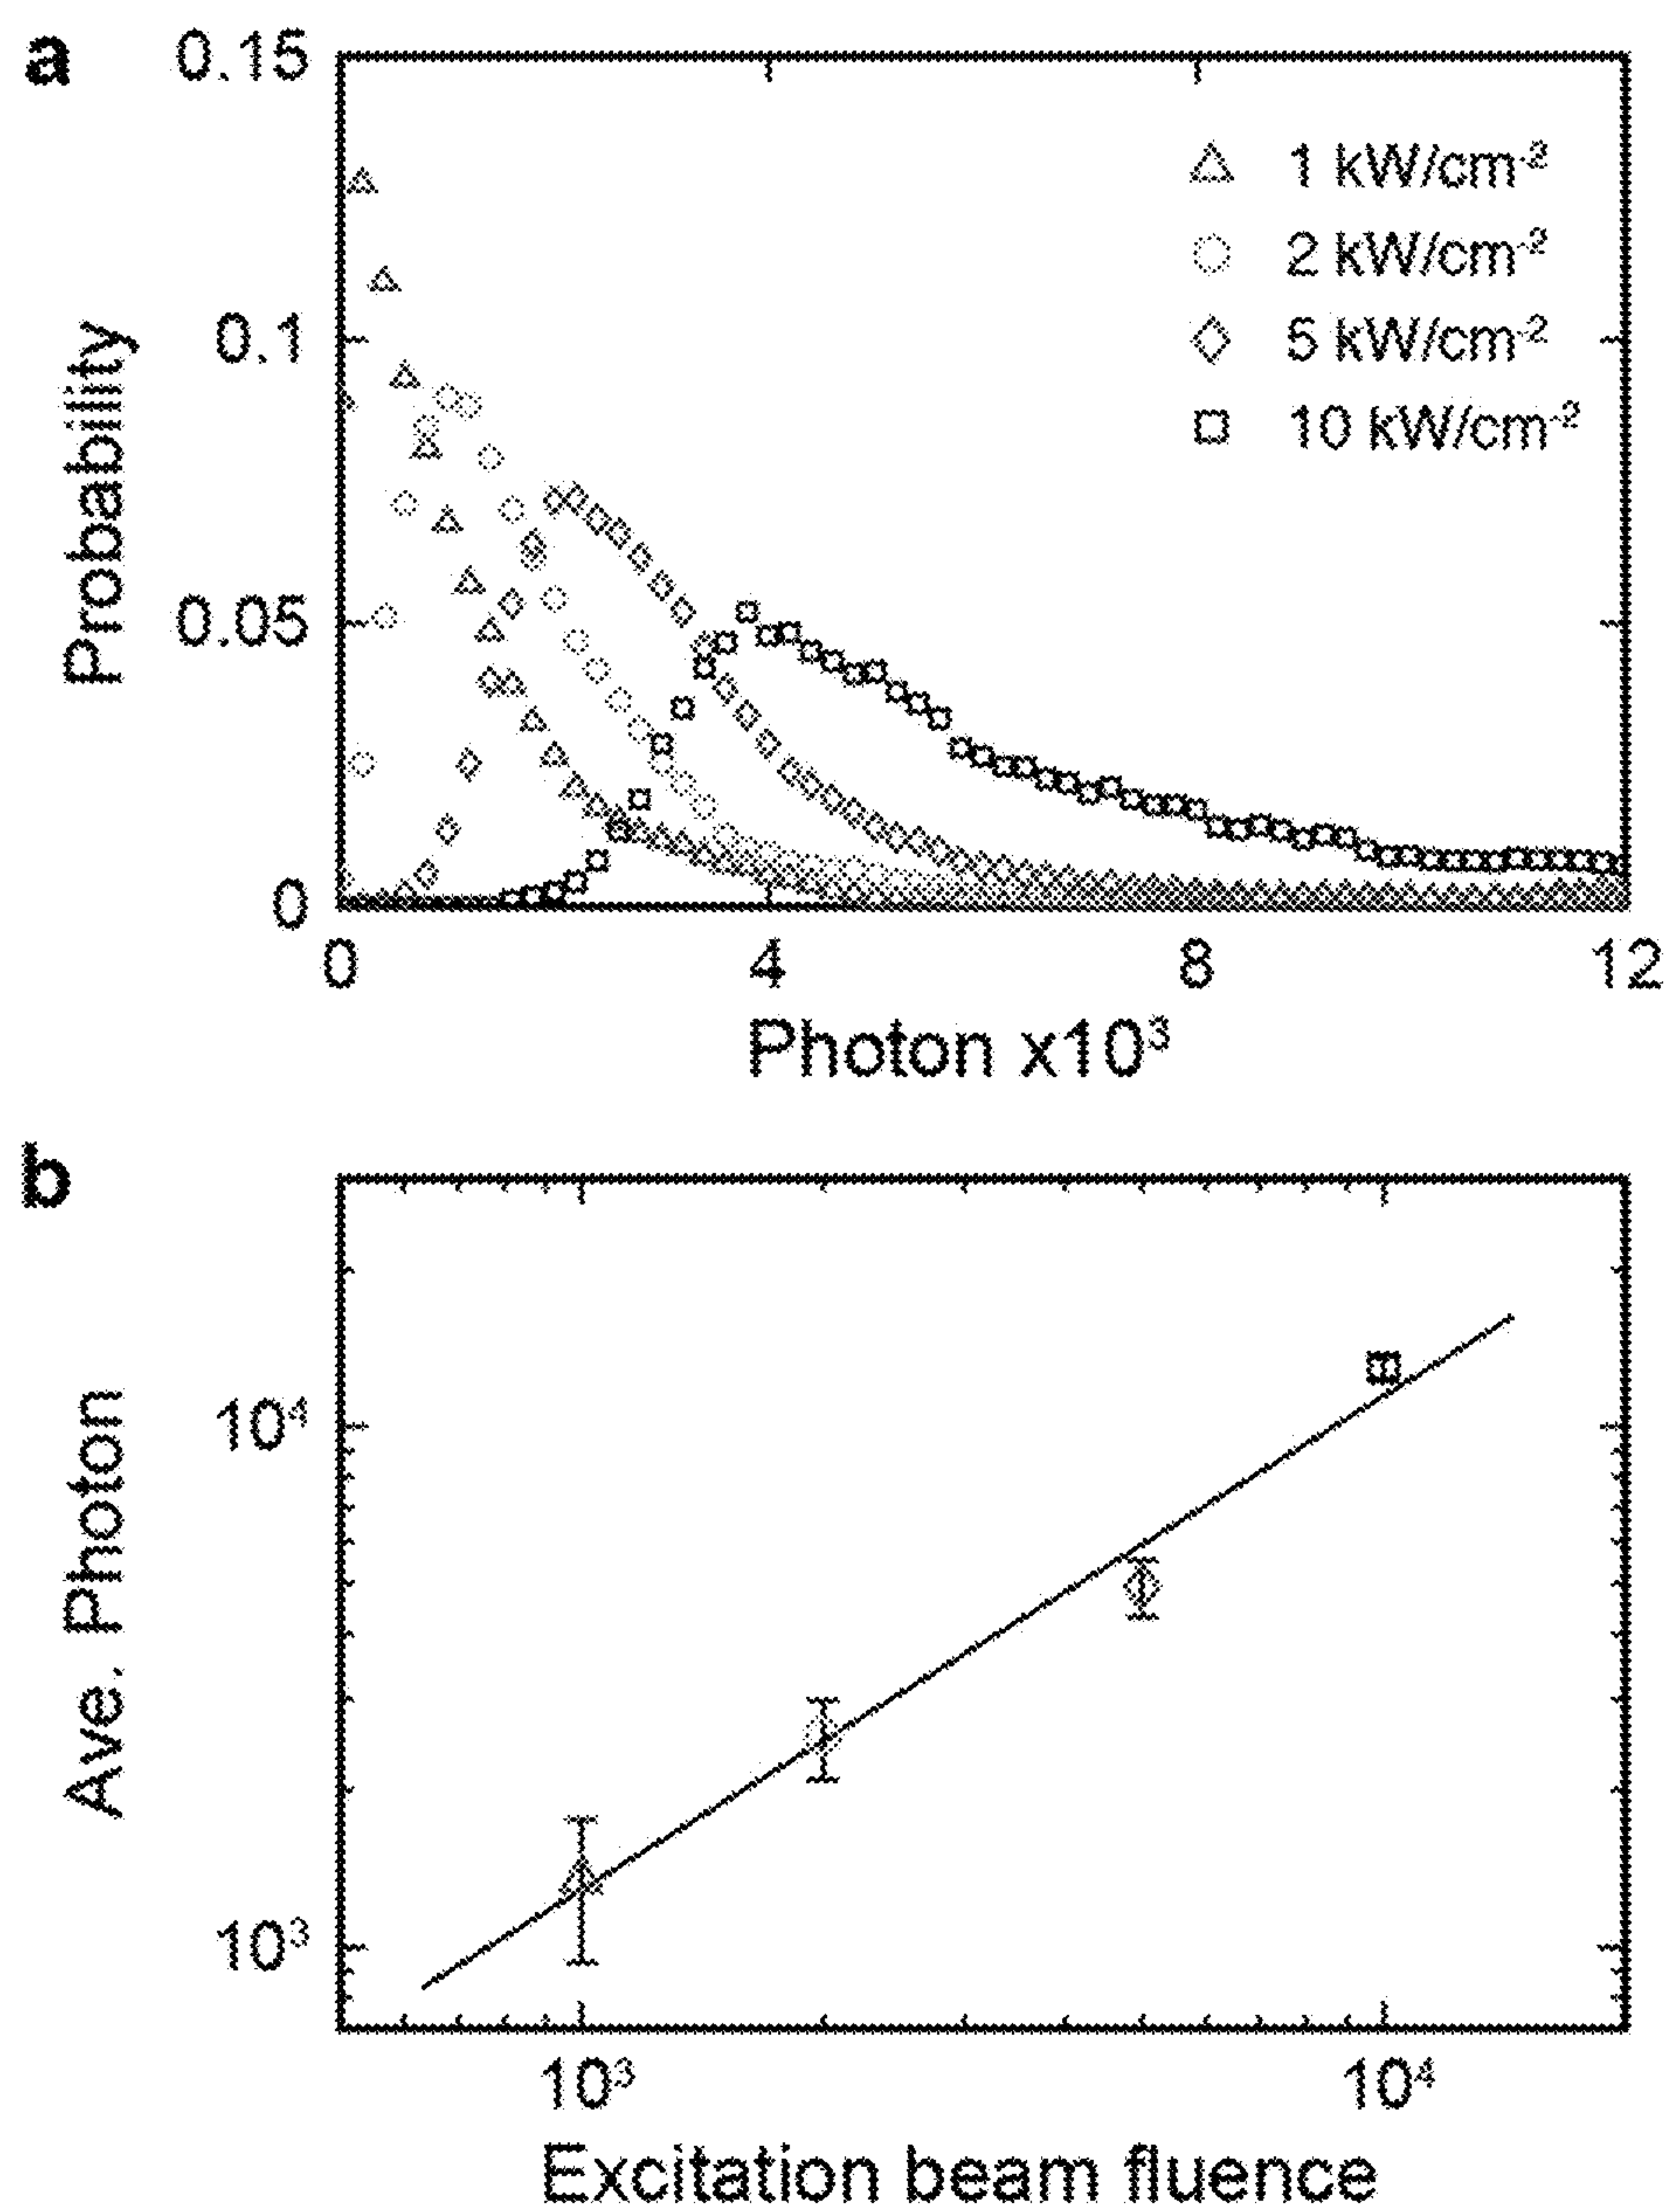 a
0.15
0.1
0.05
0
Probability
△ 1 kW/cm⁻²
○ 2 kW/cm⁻²
◇ 5 kW/cm⁻²
□ 10 kW/cm⁻²
0 4 8 12
Photon x10³
b
10⁴
10³
Ave. Photon
10³ 10⁴
Excitation beam fluence